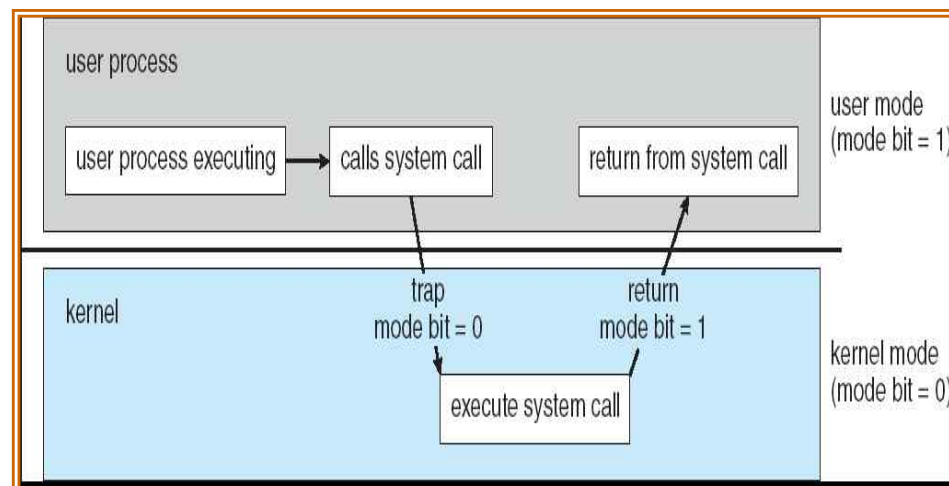 user process
user process executing
calls system call
return from system call
user mode
(mode bit = 1)
kernel
trap
mode bit = 0
return
mode bit = 1
execute system call
kernel mode
(mode bit = 0)